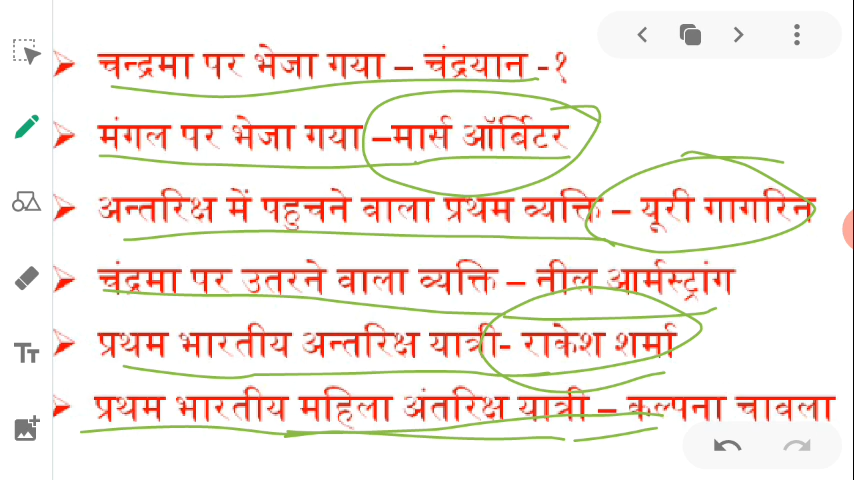 चन्द्रमा पर भेजा गया – चंद्रयान -१
मंगल पर भेजा गया –मार्स ऑर्बिटर
अन्तरिक्ष में पहुचने वाला प्रथम व्यक्ति – यूरी गागरिन
चंद्रमा पर उतरने वाला व्यक्ति – नील आर्मस्ट्रांग
प्रथम भारतीय अन्तरिक्ष यात्री- राकेश शर्मा
प्रथम भारतीय महिला अंतरिक्ष यात्री – कल्पना चावला